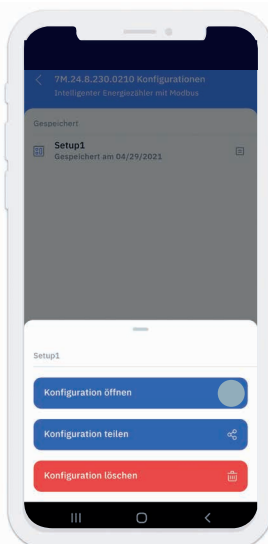 7M.24.8.230.0210 Konfigurationen
Intelligenter Energiezähler mit Modbus
Gespeichert
Setup1
Gespeichert am 04/29/2021
Setup1
Konfiguration öffnen
Konfiguration teilen
Konfiguration löschen